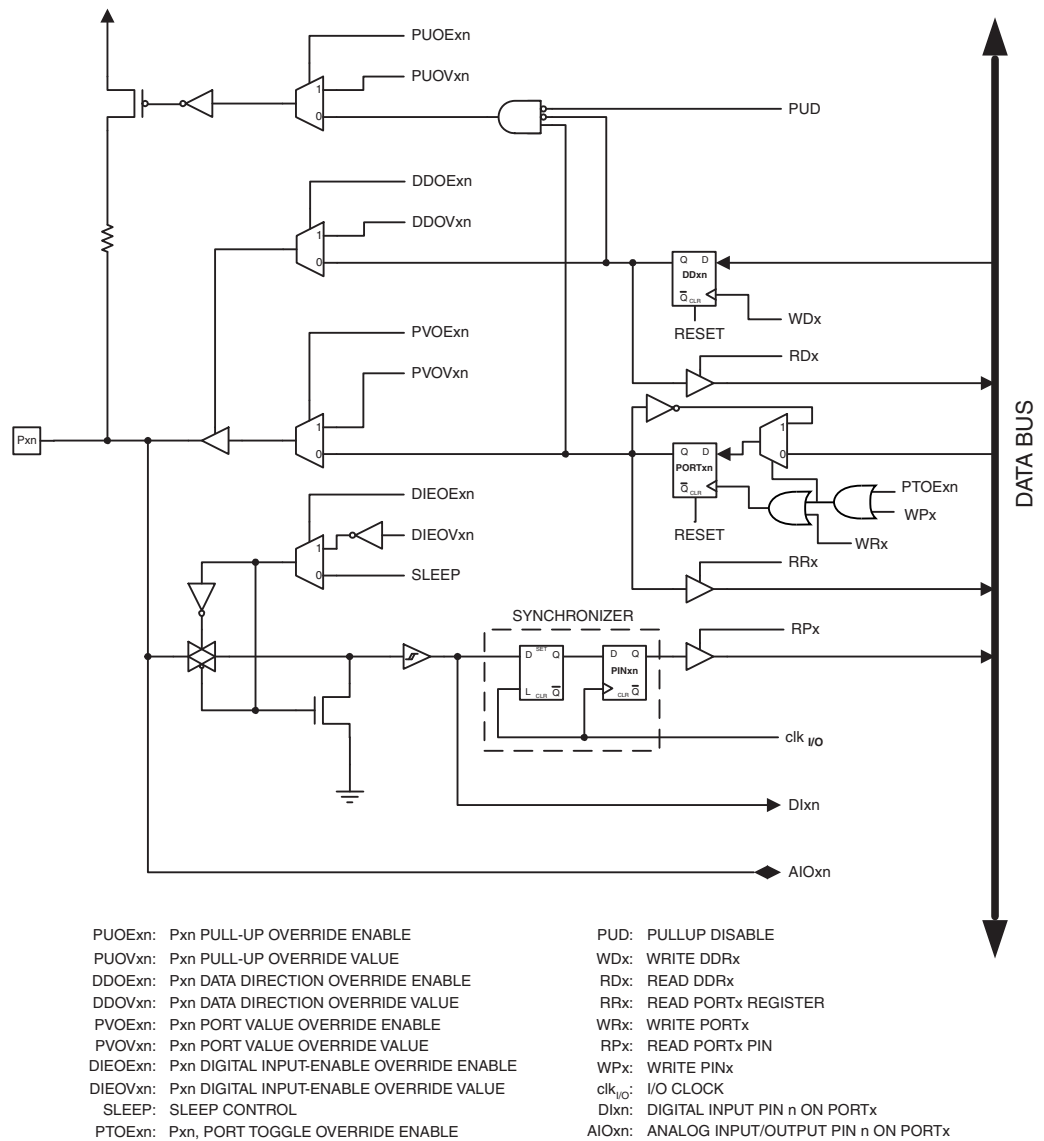 PUOExn
PUOVxn
1
0
PUD
DDOExn
DDOVxn
1
0
Q D
DDxn
Q CLR
WDx
RESET
RDx
PVOExn
PVOVxn
1
0
Pxn
1
0
Q D
PORTxn
Q CLR
RESET
PTOExn
WPx
WRx
RRx
DATA BUS
DIEOExn
DIEOVxn
1
0
SLEEP
SYNCHRONIZER
RPx
D SET Q
L CLR Q
D Q
PINxn
CLR Q
clk I/O
DIxn
AIOxn
PUOExn: Pxn PULL-UP OVERRIDE ENABLE
PUOVxn: Pxn PULL-UP OVERRIDE VALUE
DDOExn: Pxn DATA DIRECTION OVERRIDE ENABLE
DDOVxn: Pxn DATA DIRECTION OVERRIDE VALUE
PVOExn: Pxn PORT VALUE OVERRIDE ENABLE
PVOVxn: Pxn PORT VALUE OVERRIDE VALUE
DIEOExn: Pxn DIGITAL INPUT-ENABLE OVERRIDE ENABLE
DIEOVxn: Pxn DIGITAL INPUT-ENABLE OVERRIDE VALUE
SLEEP: SLEEP CONTROL
PTOExn: Pxn, PORT TOGGLE OVERRIDE ENABLE
PUD: PULLUP DISABLE
WDx: WRITE DDRx
RDx: READ DDRx
RRx: READ PORTx REGISTER
WRx: WRITE PORTx
RPx: READ PORTx PIN
WPx: WRITE PINx
clkI/O: I/O CLOCK
DIxn: DIGITAL INPUT PIN n ON PORTx
AIOxn: ANALOG INPUT/OUTPUT PIN n ON PORTx